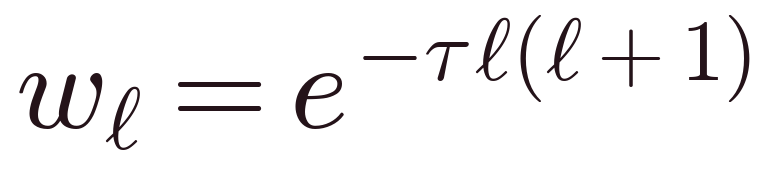 w_ℓ = e^{-τℓ(ℓ+1)}